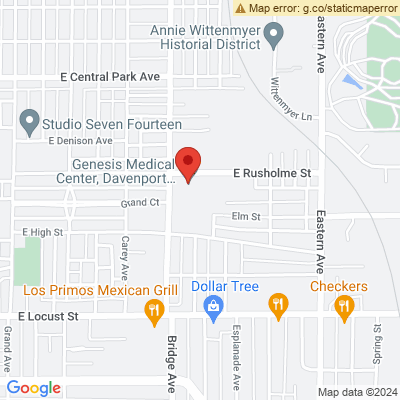 Map error: g.co/staticmaperror
Annie Wittenmyer
Historical District
Eastern Ave
E Central Park Ave
Wittenmyer Ln
Studio Seven Fourteen
E Denison Ave
Genesis Medical
Center, Davenport...
E Rusholme St
Grand Ct
Elm St
E High St
Carey Ave
Eastern Ave
Los Primos Mexican Grill
Dollar Tree
Checkers
E Locust St
Grand Ave
Bridge Ave
Esplanade Ave
Spring St
Google
Map data ©2024